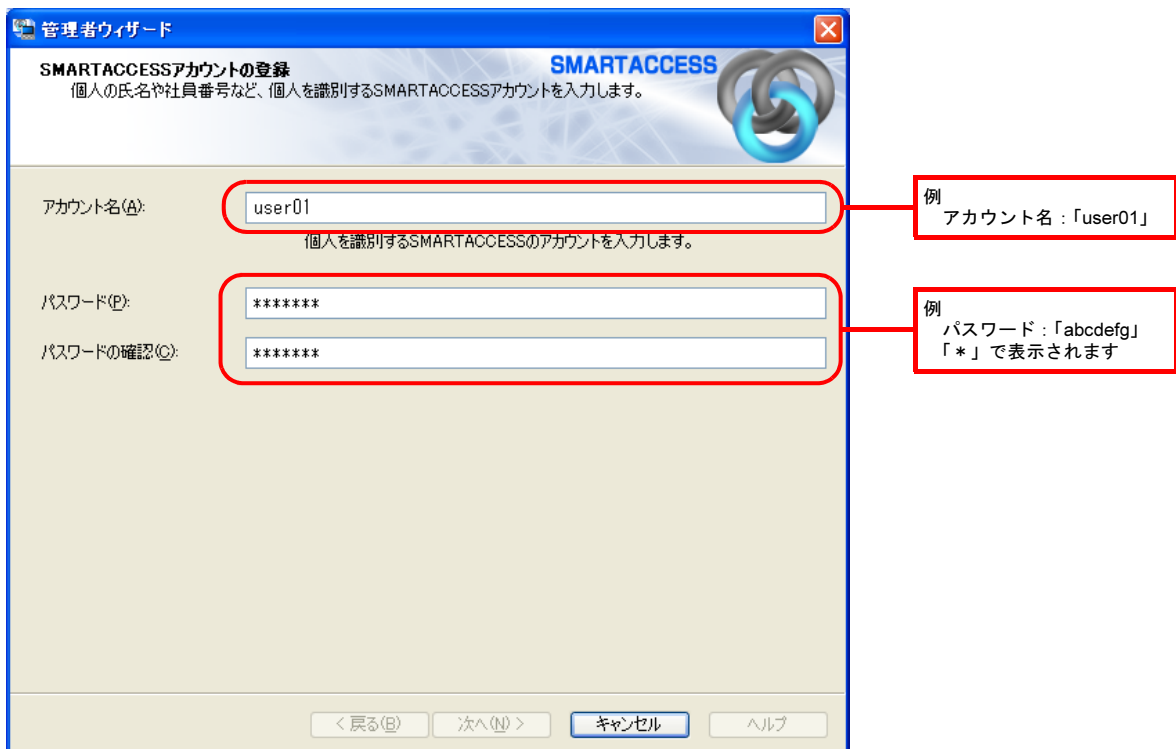 管理者ウィザード
SMARTACCESSアカウントの登録
SMARTACCESS
個人の氏名や社員番号など、個人を識別するSMARTACCESSアカウントを入力します。
アカウント名(A):
user01
個人を識別するSMARTACCESSのアカウントを入力します。
パスワード(P):
*******
パスワードの確認(C):
*******
例
アカウント名：「user01」
例
パスワード：「abcdefg」
「＊」で表示されます
< 戻る(B) 次へ(N) > キャンセル ヘルプ